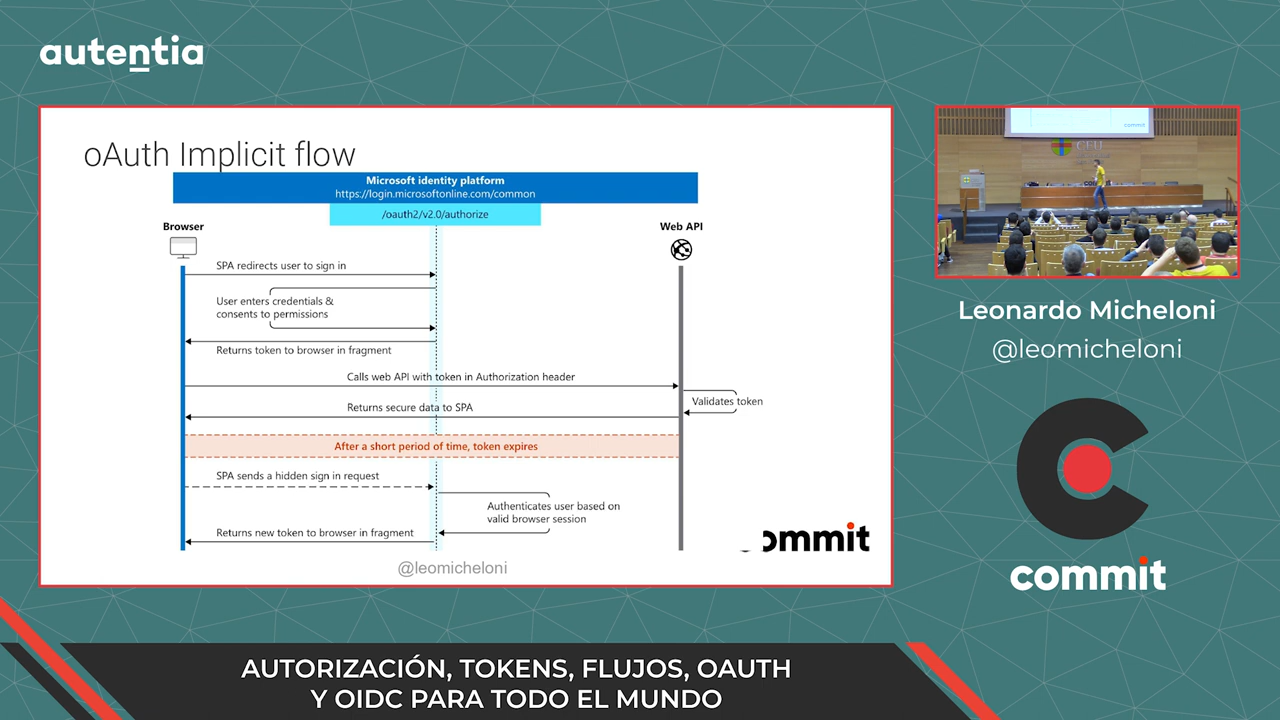 autentia
oAuth Implicit flow
Microsoft identity platform
https://login.microsoftonline.com/common
/oauth2/v2.0/authorize
Browser
Web API
SPA redirects user to sign in
User enters credentials &
consents to permissions
Returns token to browser in fragment
Calls web API with token in Authorization header
Validates token
Returns secure data to SPA
After a short period of time, token expires
SPA sends a hidden sign in request
Authenticates user based on
valid browser session
Returns new token to browser in fragment
ommit
@leomicheloni
commit
CEU
Leonardo Micheloni
@leomicheloni
commit
AUTORIZACIÓN, TOKENS, FLUJOS, OAUTH
Y OIDC PARA TODO EL MUNDO